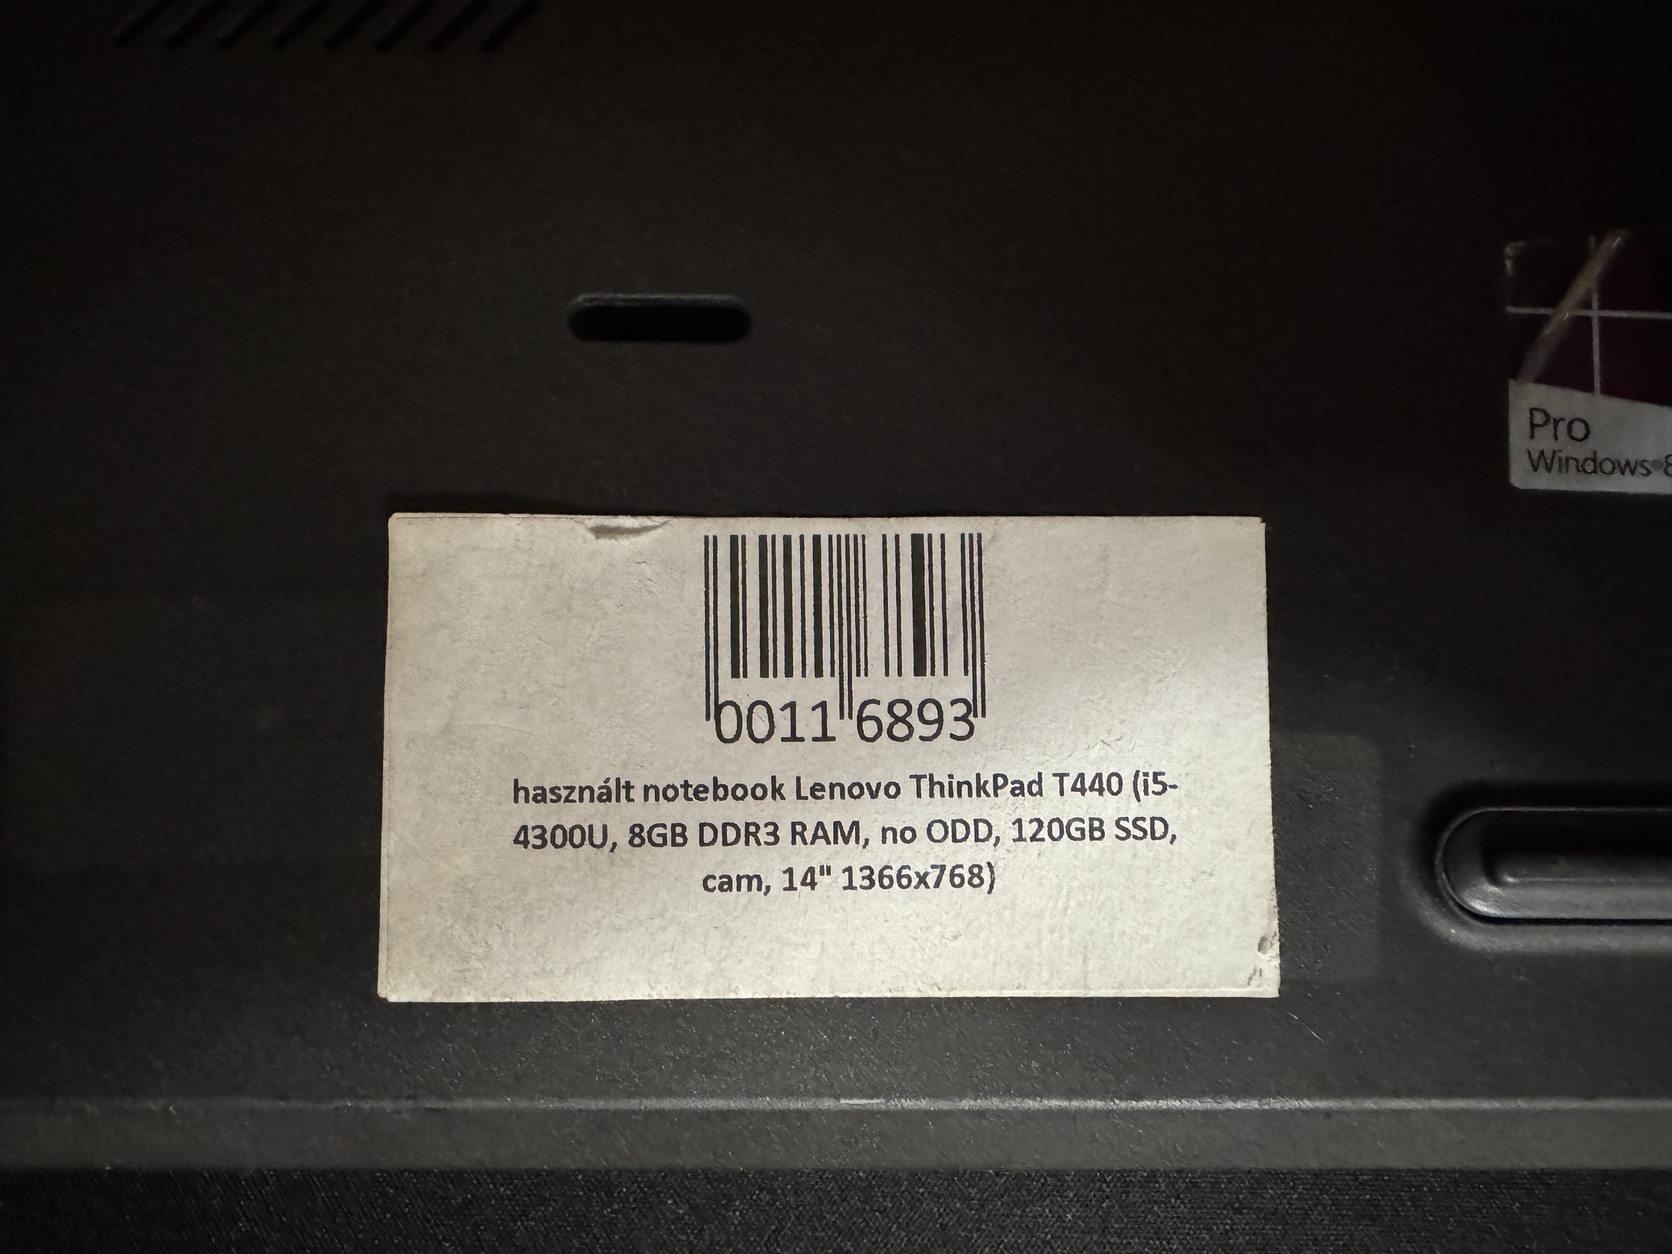 Pro
Windows 8
0011 6893
használt notebook Lenovo ThinkPad T440 (i5-
4300U, 8GB DDR3 RAM, no ODD, 120GB SSD,
cam, 14" 1366x768)